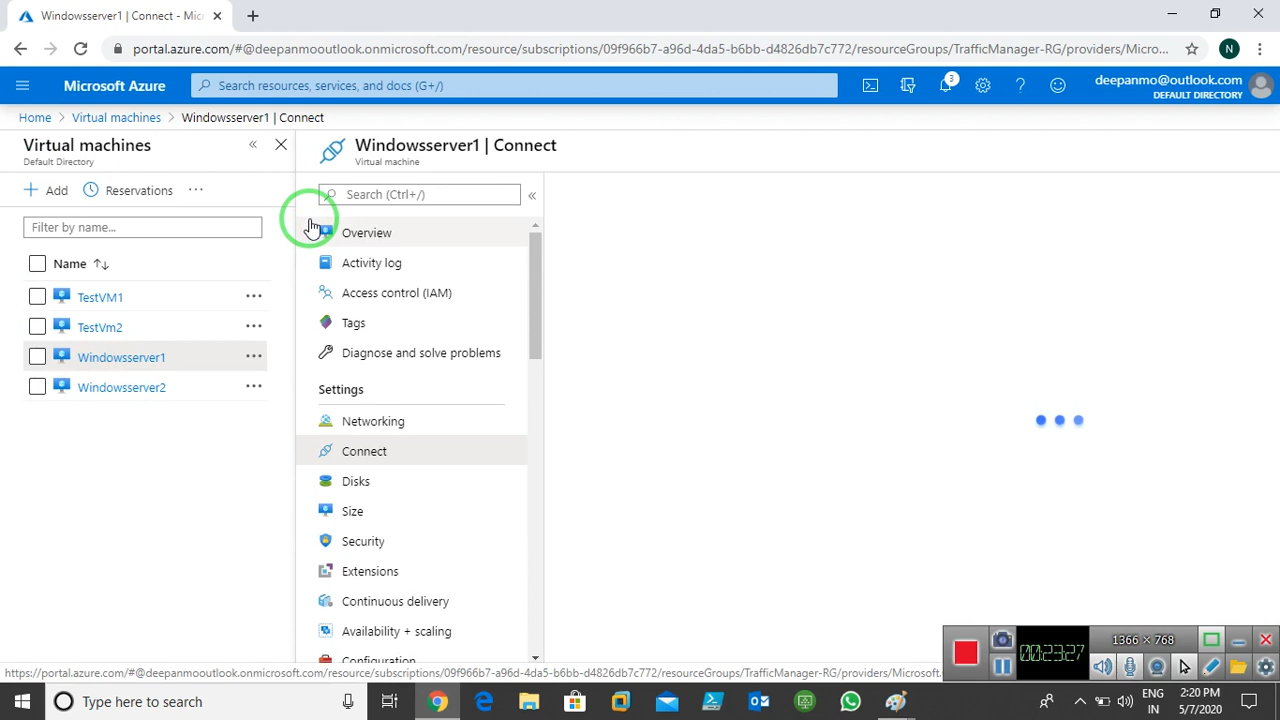 Windowsserver1 | Connect - Mic
portal.azure.com/#@deepanmooutlook.onmicrosoft.com/resource/subscriptions/09f966b7-a96d-4da5-b6bb-d4826db7c772/resourceGroups/TrafficManager-RG/providers/Micro...
N
Microsoft Azure
Search resources, services, and docs (G+/)
3
deepanmo@outlook.com
DEFAULT DIRECTORY
Home > Virtual machines > Windowsserver1 | Connect
Virtual machines
Default Directory
Add
Reservations
Filter by name...
Name
TestVM1
TestVm2
Windowsserver1
Windowsserver2
Windowsserver1 | Connect
Virtual machine
Search (Ctrl+/)
Overview
Activity log
Access control (IAM)
Tags
Diagnose and solve problems
Settings
Networking
Connect
Disks
Size
Security
Extensions
Continuous delivery
Availability + scaling
Configuration
https://portal.azure.com/#@deepanmooutlook.onmicrosoft.com/resource/subscriptions/09f966b7-a96d-4da5-b6bb-d4826db7c772/resourceGroups/TrafficManager-RG/providers/Microsoft.
1366 × 768
00:23:27
Type here to search
ENG
IN
2:20 PM
5/7/2020